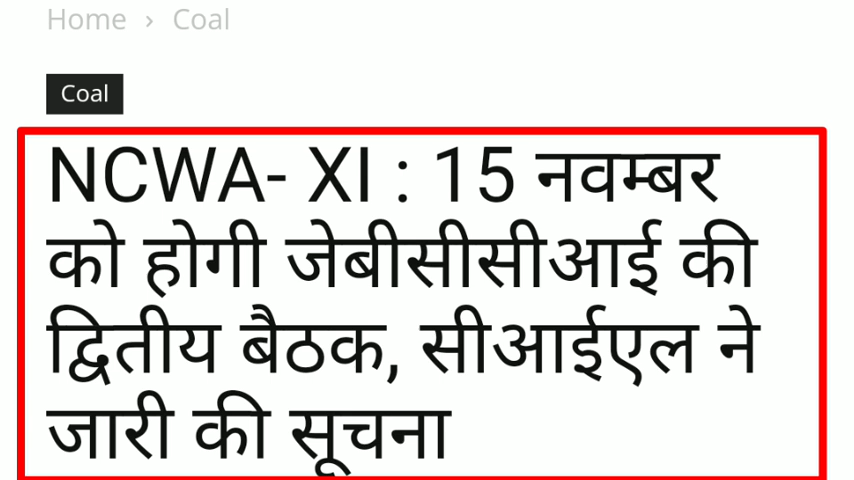 Home › Coal
Coal
NCWA- XI : 15 नवम्बर
को होगी जेबीसीसीआई की
द्वितीय बैठक, सीआईएल ने
जारी की सूचना